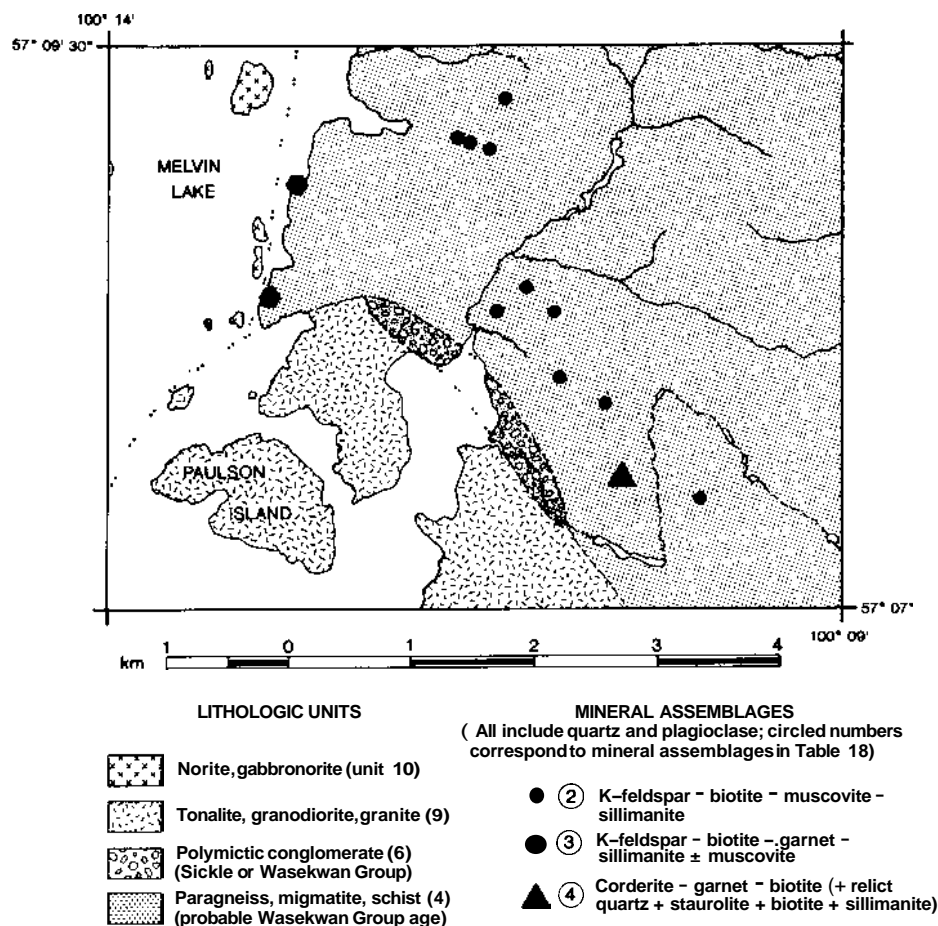 100° 14'
57° 09' 30"
MELVIN
LAKE
PAULSON
ISLAND
57° 07'
100° 09'
1 0 1 2 3 4
km
LITHOLOGIC UNITS
Norite, gabbronorite (unit 10)
Tonalite, granodiorite, granite (9)
Polymictic conglomerate (6)
(Sickle or Wasekwan Group)
Paragneiss, migmatite, schist (4)
(probable Wasekwan Group age)
MINERAL ASSEMBLAGES
( All include quartz and plagioclase; circled numbers
correspond to mineral assemblages in Table 18)
2 K-feldspar - biotite - muscovite -
sillimanite
3 K-feldspar - biotite -.garnet -
sillimanite ± muscovite
4 Corderite - garnet - biotite (+ relict
quartz + staurolite + biotite + sillimanite)